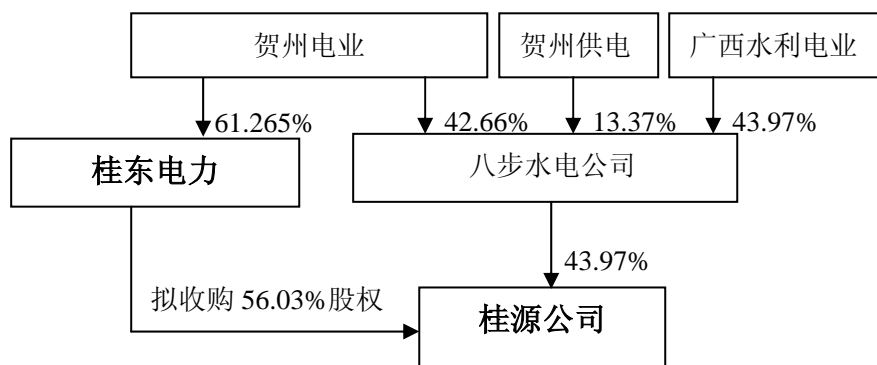 贺州电业
贺州供电
广西水利电业
61.265%
42.66%
13.37%
43.97%
桂东电力
八步水电公司
43.97%
拟收购 56.03%股权
桂源公司